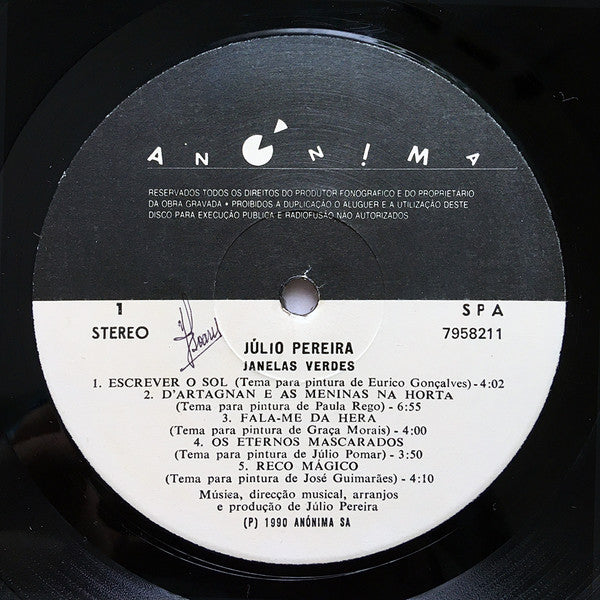 ANÓN!MA
RESERVADOS TODOS OS DIREITOS DO PRODUTOR FONOGRAFICO E DO PROPRIETÁRIO
DA OBRA GRAVADA • PROIBIDOS A DUPLICAÇÃO O ALUGUER E A UTILIZAÇÃO DESTE
DISCO PARA EXECUÇÃO PUBLICA E RADIOFUSÃO NÃO AUTORIZADOS
1 SPA
STEREO 7958211
JÚLIO PEREIRA
JANELAS VERDES
1. ESCREVER O SOL (Tema para pintura de Eurico Gonçalves) - 4:02
2. D'ARTAGNAN E AS MENINAS NA HORTA
(Tema para pintura de Paula Rego) - 6:55
3. FALA-ME DA HERA
(Tema para pintura de Graça Morais) - 4:00
4. OS ETERNOS MASCARADOS
(Tema para pintura de Júlio Pomar) - 3:50
5. RECO MÁGICO
(Tema para pintura de José Guimarães) - 4:10
Música, direcção musical, arranjos
e produção de Júlio Pereira
(P) 1990 ANÓNIMA SA